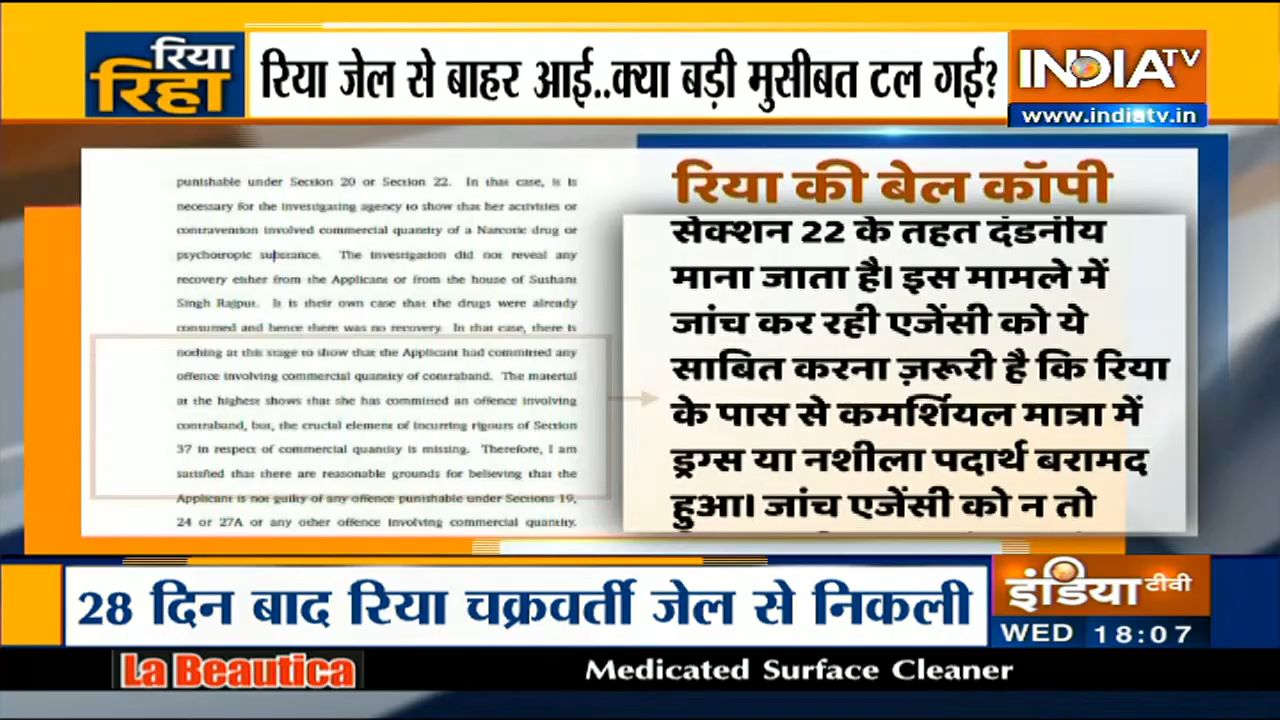 रिया
रिहा
रिया जेल से बाहर आई..क्या बड़ी मुसीबत टल गई?
INDIA TV
www.indiatv.in
punishable under Section 20 or Section 22. In that case, it is
necessary for the investigating agency to show that her activities or
contravention involved commercial quantity of a Narcotic drug or
psychotropic substance. The investigation did not reveal any
recovery either from the Applicant or from the house of Sushant
Singh Rajput. It is their own case that the drugs were already
consumed and hence there was no recovery. In that case, there is
nothing at this stage to show that the Applicant had committed any
offence involving commercial quantity of contraband. The material
at the highest shows that she has committed an offence involving
contraband, but, the crucial element of incurring rigours of Section
37 in respect of commercial quantity is missing. Therefore, I am
satisfied that there are reasonable grounds for believing that the
Applicant is not guilty of any offence punishable under Sections 19,
24 or 27A or any other offence involving commercial quantity.
रिया की बेल कॉपी
सेक्शन 22 के तहत दंडनीय
माना जाता है। इस मामले में
जांच कर रही एजेंसी को ये
साबित करना ज़रूरी है कि रिया
के पास से कमर्शियल मात्रा में
ड्रग्स या नशीला पदार्थ बरामद
हुआ। जांच एजेंसी को न तो
28 दिन बाद रिया चक्रवर्ती जेल से निकली
इंडिया टीवी
WED 18:07
La Beautica
Medicated Surface Cleaner